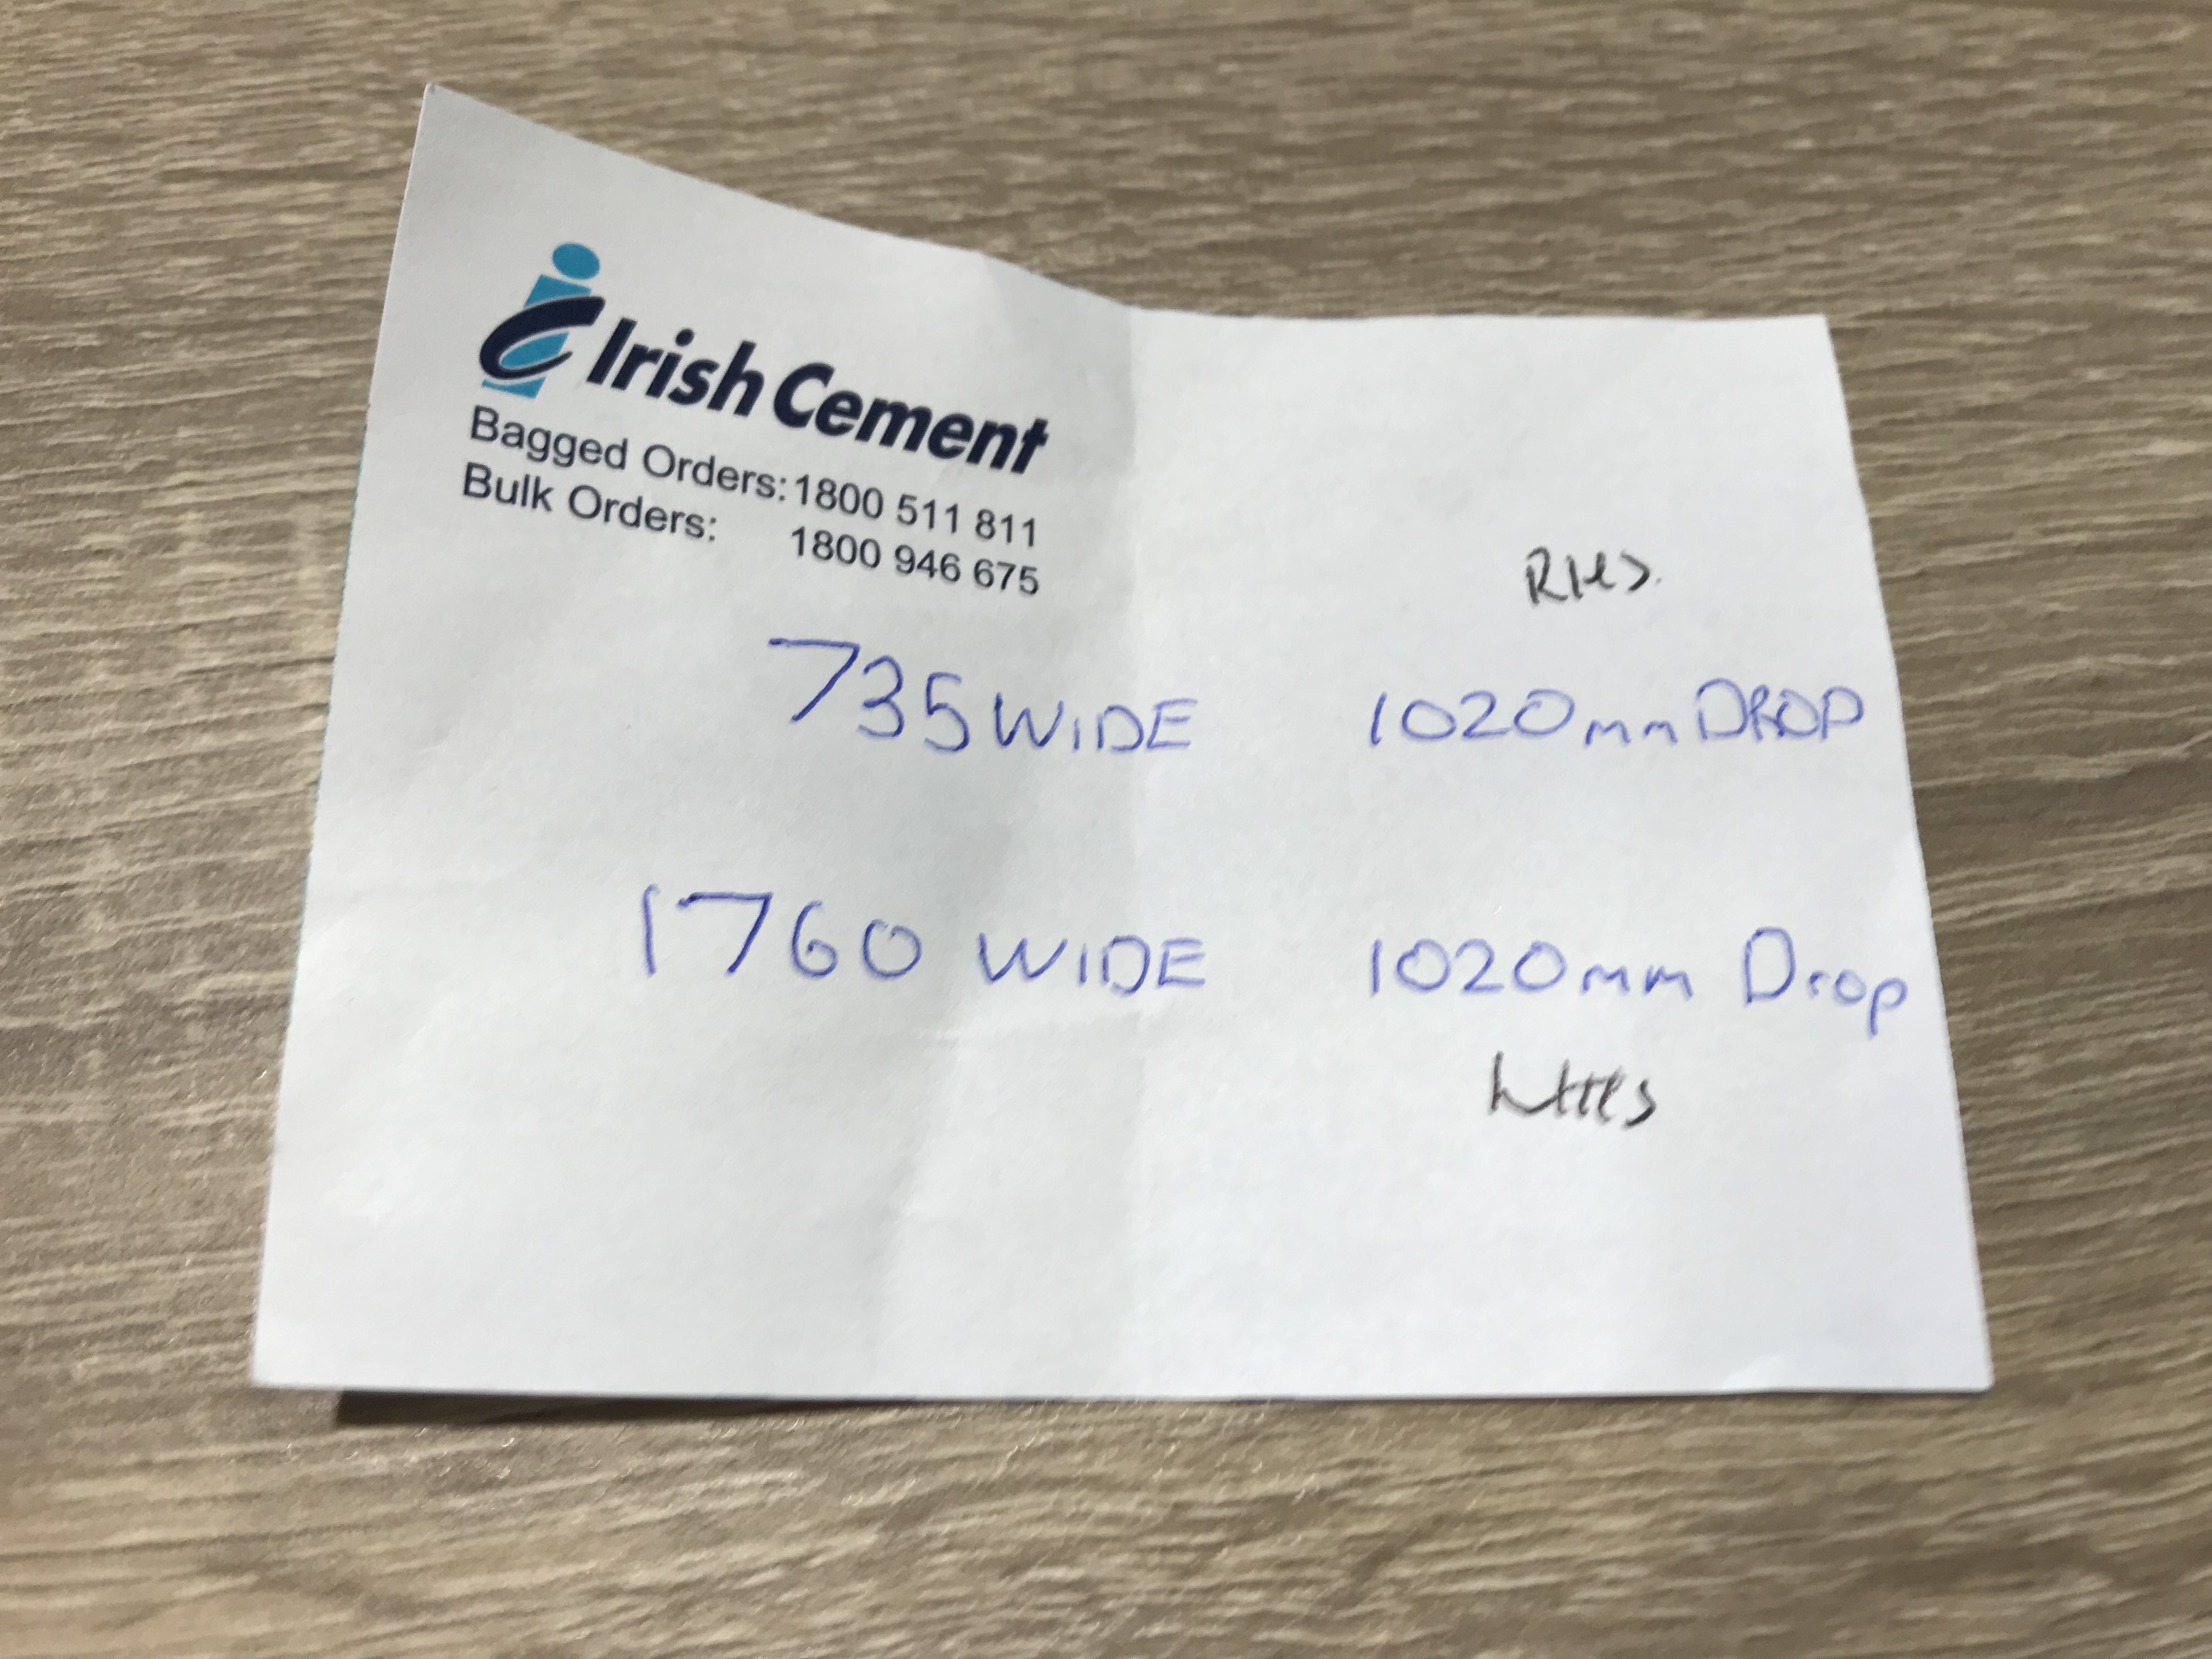 Irish Cement
Bagged Orders: 1800 511 811
Bulk Orders: 1800 946 675
RHS.
735 WIDE 1020mm DROP
1760 WIDE 1020mm Drop